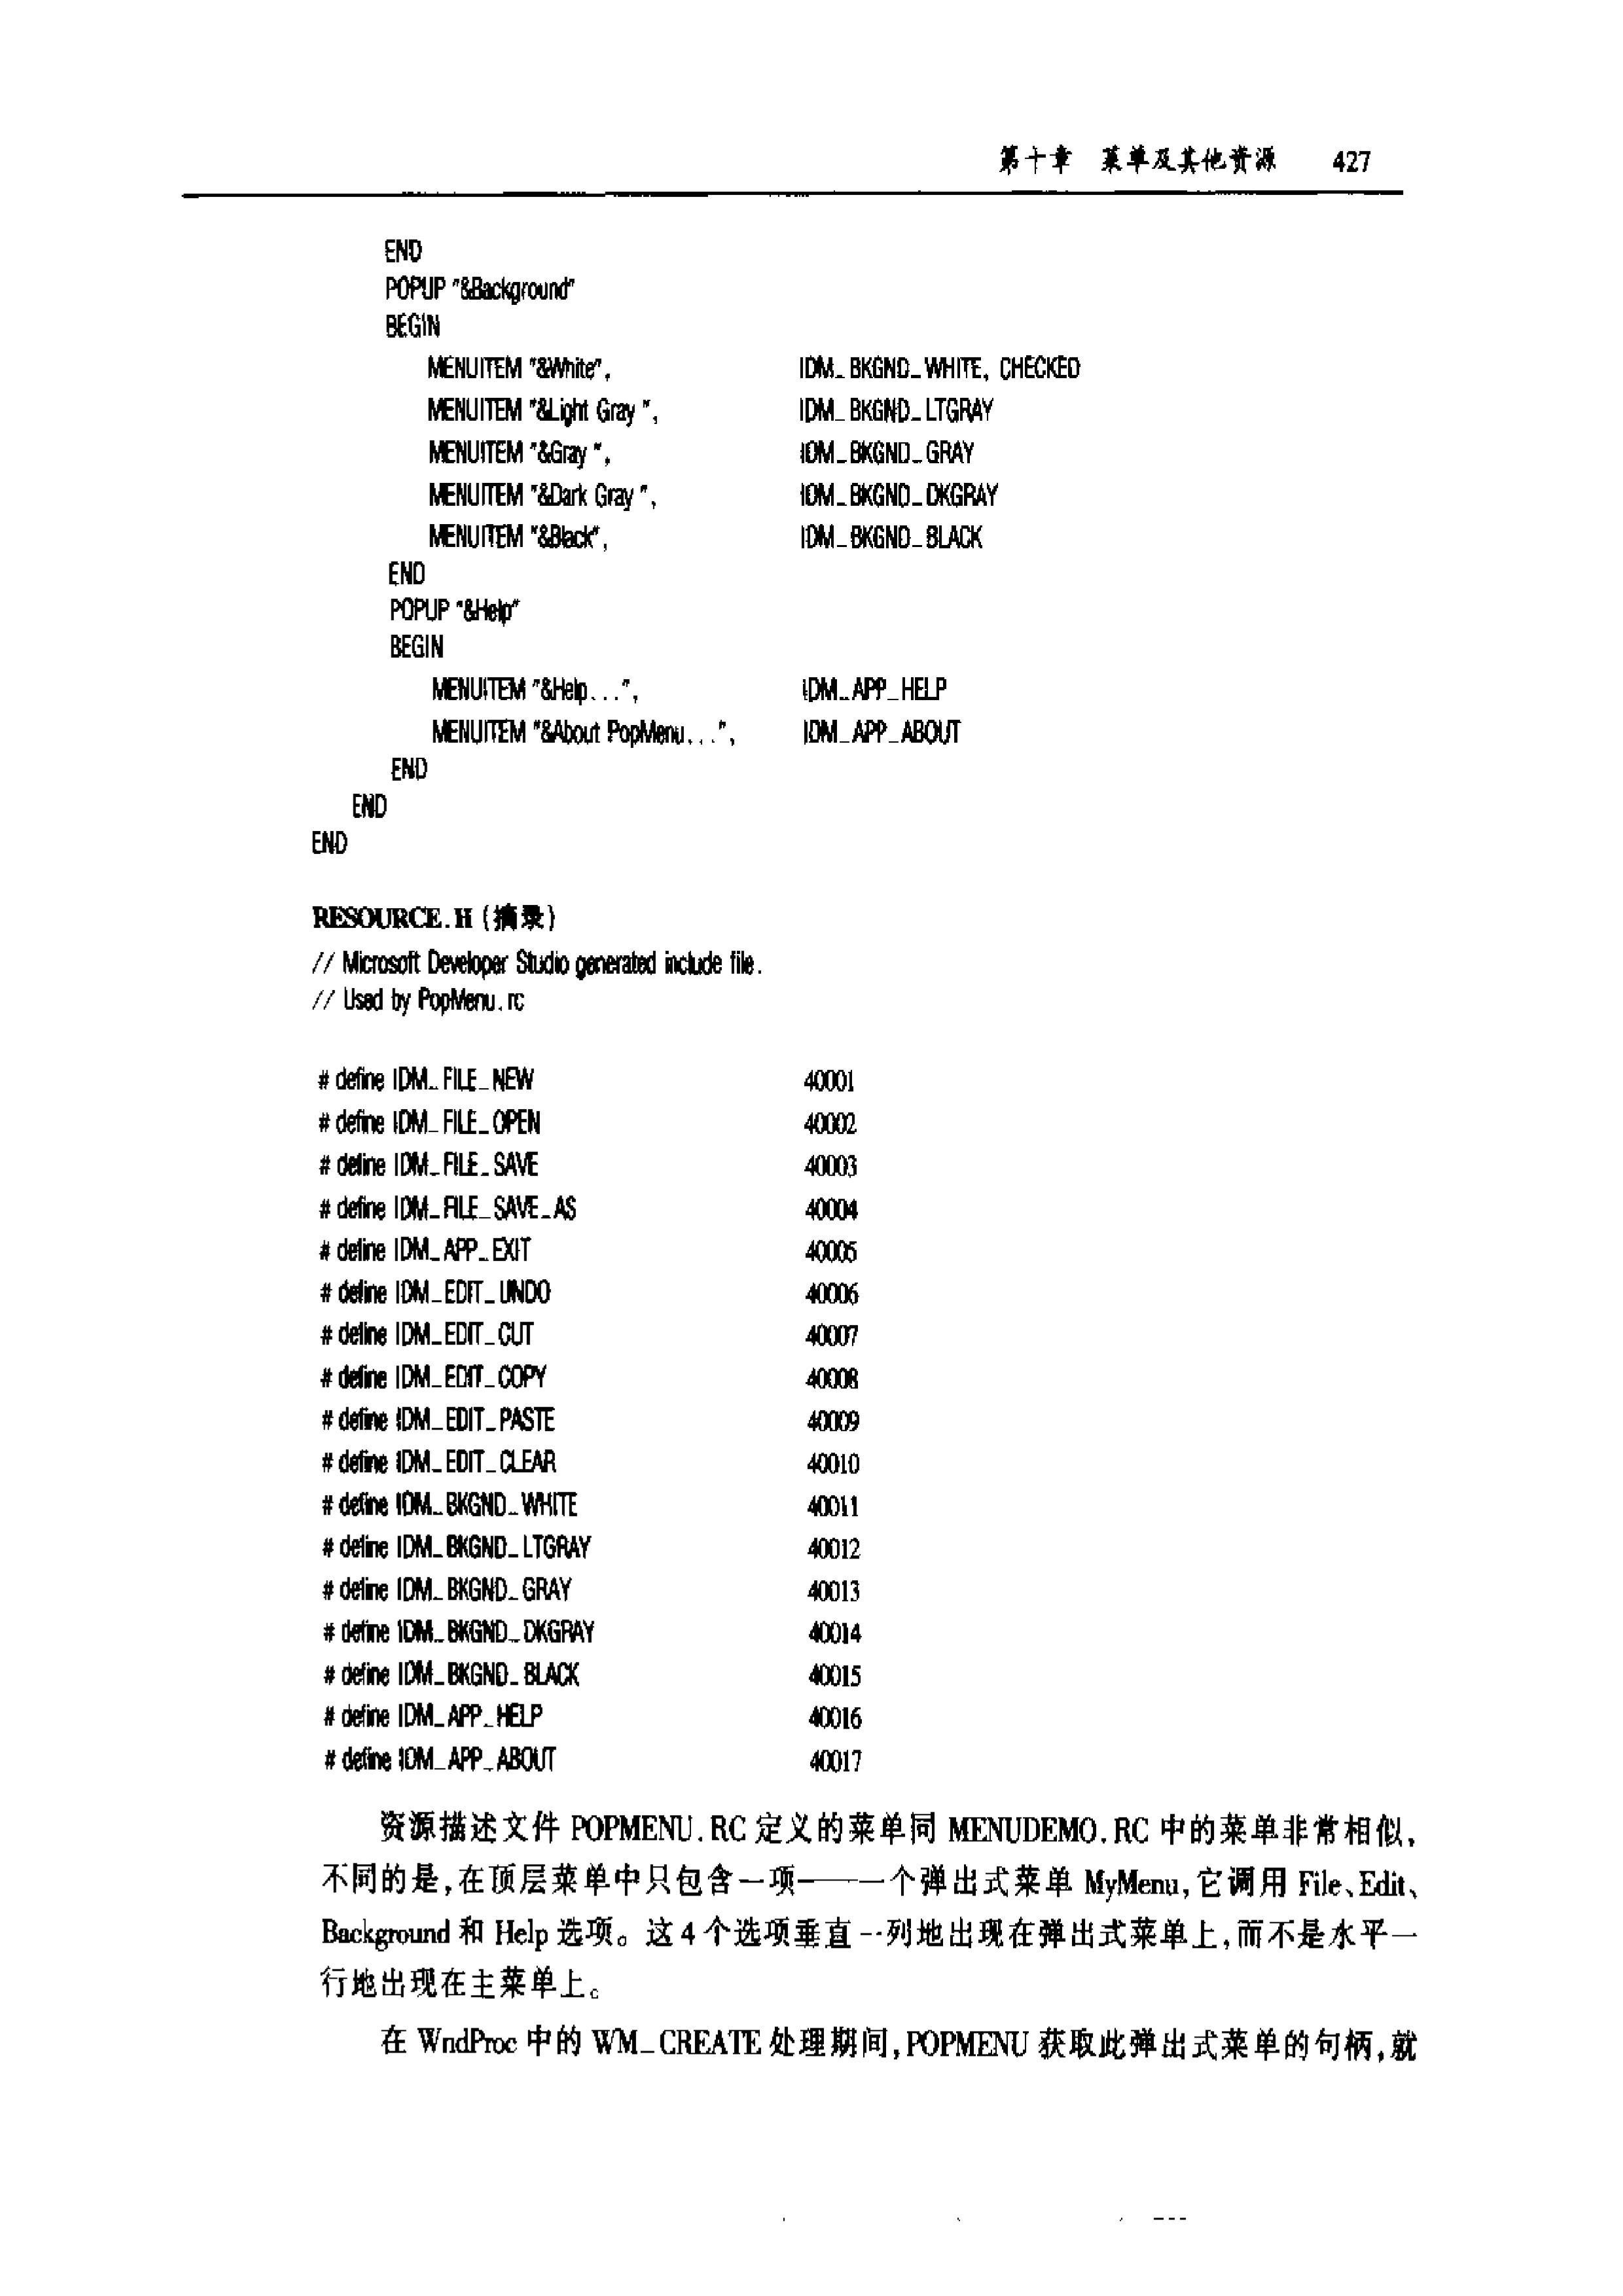 第十章 菜单及其他资源 427
END
POPUP "&Background"
BEGIN
MENUITEM "&White", IDM_BKGND_WHITE, CHECKED
MENUITEM "&Light Gray ", IDM_BKGND_LTGRAY
MENUITEM "&Gray ", IDM_BKGND_GRAY
MENUITEM "&Dark Gray ", IDM_BKGND_DKGRAY
MENUITEM "&Black", IDM_BKGND_BLACK
END
POPUP "&Help"
BEGIN
MENUITEM "&Help...", IDM_APP_HELP
MENUITEM "&About PopMenu...", IDM_APP_ABOUT
END
END
END
RESOURCE.H (摘录)
// Microsoft Developer Studio generated include file.
// Used by PopMenu.rc
# define IDM_FILE_NEW 40001
# define IDM_FILE_OPEN 40002
# define IDM_FILE_SAVE 40003
# define IDM_FILE_SAVE_AS 40004
# define IDM_APP_EXIT 40005
# define IDM_EDIT_UNDO 40006
# define IDM_EDIT_CUT 40007
# define IDM_EDIT_COPY 40008
# define IDM_EDIT_PASTE 40009
# define IDM_EDIT_CLEAR 40010
# define IDM_BKGND_WHITE 40011
# define IDM_BKGND_LTGRAY 40012
# define IDM_BKGND_GRAY 40013
# define IDM_BKGND_DKGRAY 40014
# define IDM_BKGND_BLACK 40015
# define IDM_APP_HELP 40016
# define IDM_APP_ABOUT 40017
资源描述文件 POPMENU.RC 定义的菜单同 MENUDEMO.RC 中的菜单非常相似,
不同的是,在顶层菜单中只包含一项——一个弹出式菜单 MyMenu,它调用 File、Edit、
Background 和 Help 选项。这 4 个选项垂直一列地出现在弹出式菜单上,而不是水平一
行地出现在主菜单上。
在 WndProc 中的 WM_CREATE 处理期间,POPMENU 获取此弹出式菜单的句柄,就